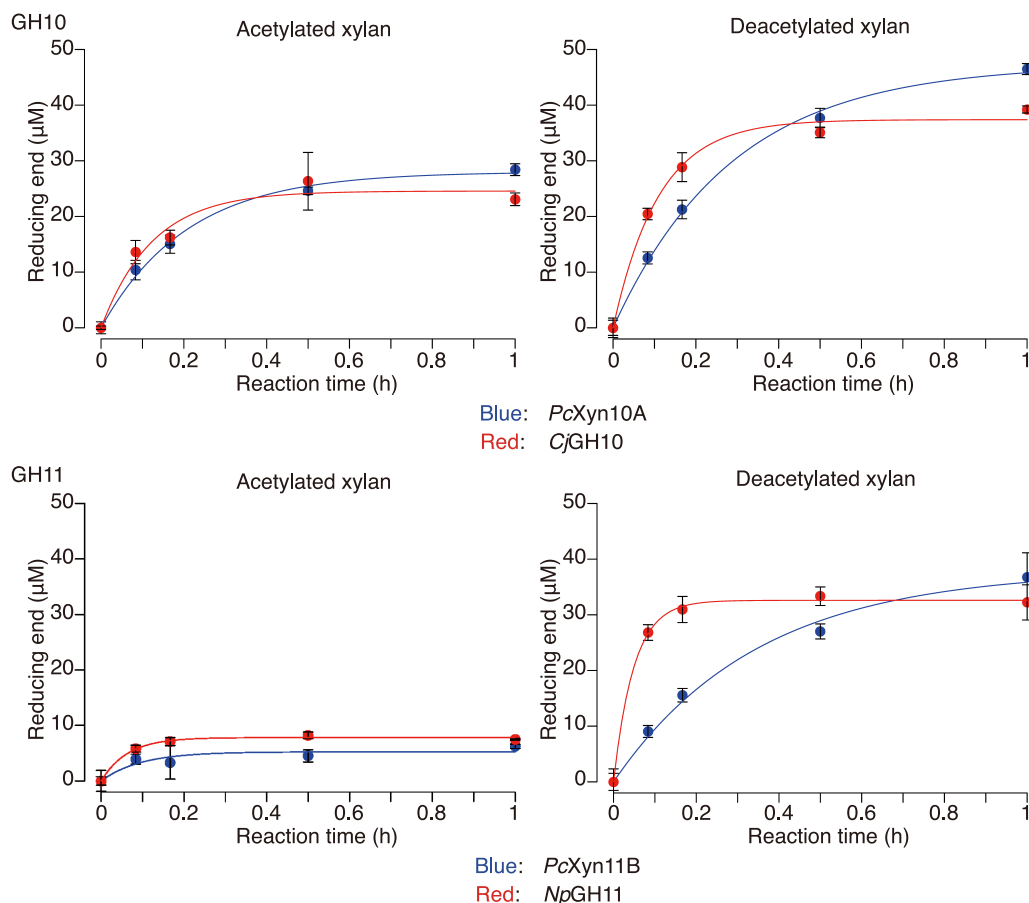 GH10
Acetylated xylan
Deacetylated xylan
50
40
30
20
10
0
Reducing end (µM)
0 0.2 0.4 0.6 0.8 1
Reaction time (h)
50
40
30
20
10
0
Reducing end (µM)
0 0.2 0.4 0.6 0.8 1
Reaction time (h)
Blue: PcXyn10A
Red: CjGH10
GH11
Acetylated xylan
Deacetylated xylan
50
40
30
20
10
0
Reducing end (µM)
0 0.2 0.4 0.6 0.8 1
Reaction time (h)
50
40
30
20
10
0
Reducing end (µM)
0 0.2 0.4 0.6 0.8 1
Reaction time (h)
Blue: PcXyn11B
Red: NpGH11